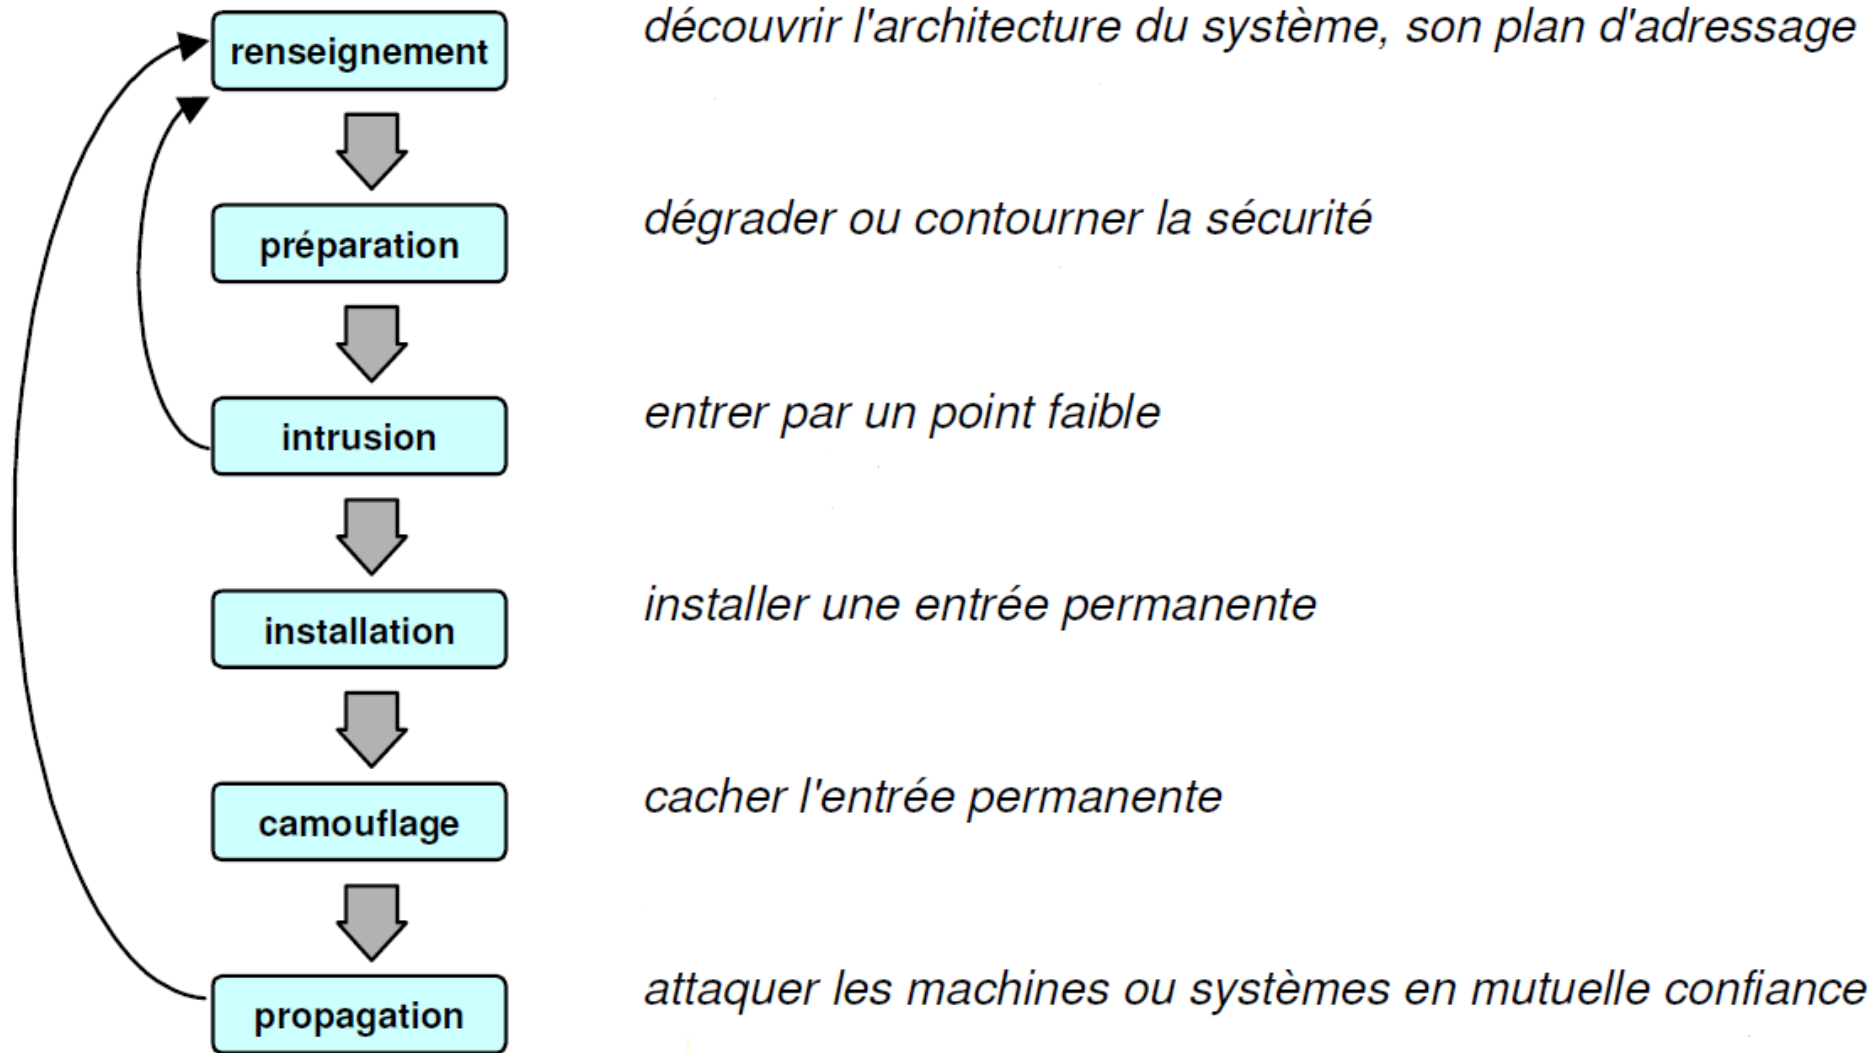 renseignement
découvrir l'architecture du système, son plan d'adressage
préparation
dégrader ou contourner la sécurité
intrusion
entrer par un point faible
installation
installer une entrée permanente
camouflage
cacher l'entrée permanente
propagation
attaquer les machines ou systèmes en mutuelle confiance